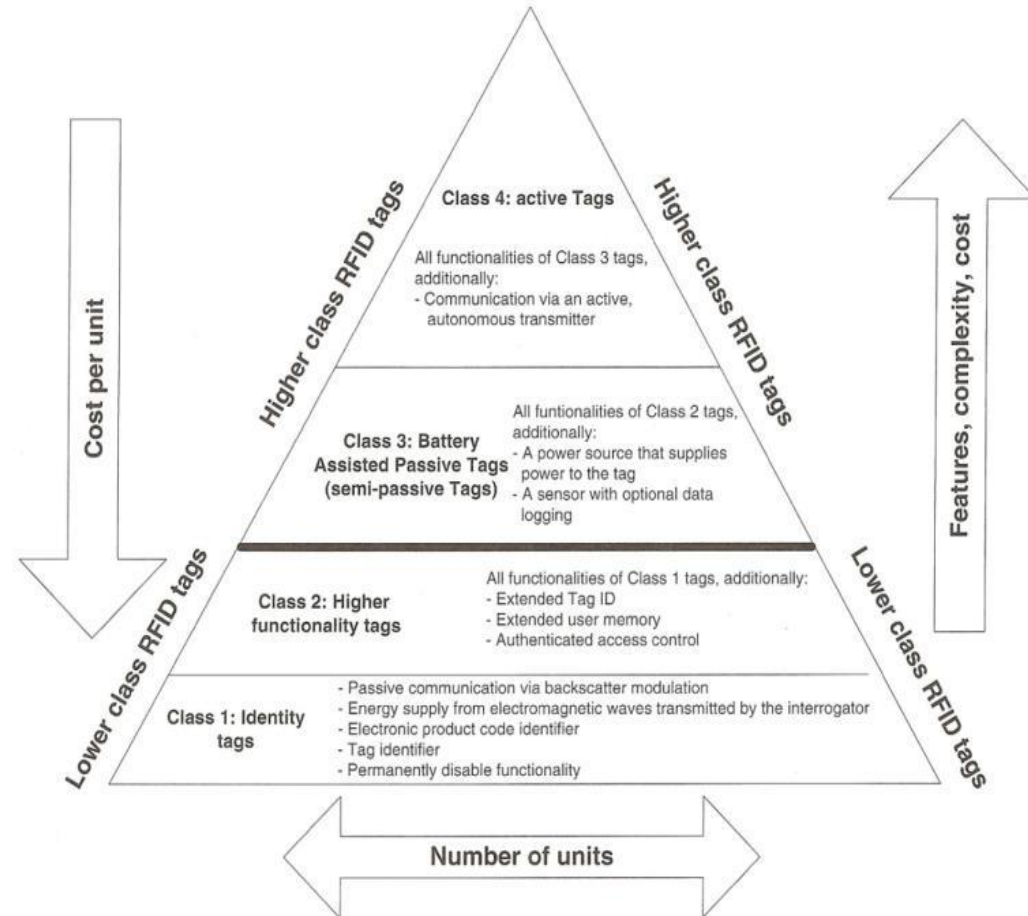 Class 4: active Tags
All functionalities of Class 3 tags,
additionally:
- Communication via an active,
autonomous transmitter
Class 3: Battery
Assisted Passive Tags
(semi-passive Tags)
All funtionalities of Class 2 tags,
additionally:
- A power source that supplies
power to the tag
- A sensor with optional data
logging
Class 2: Higher
functionality tags
All functionalities of Class 1 tags, additionally:
- Extended Tag ID
- Extended user memory
- Authenticated access control
Class 1: Identity
tags
- Passive communication via backscatter modulation
- Energy supply from electromagnetic waves transmitted by the interrogator
- Electronic product code identifier
- Tag identifier
- Permanently disable functionality
Cost per unit
Higher class RFID tags
Lower class RFID tags
Higher class RFID tags
Lower class RFID tags
Features, complexity, cost
Number of units